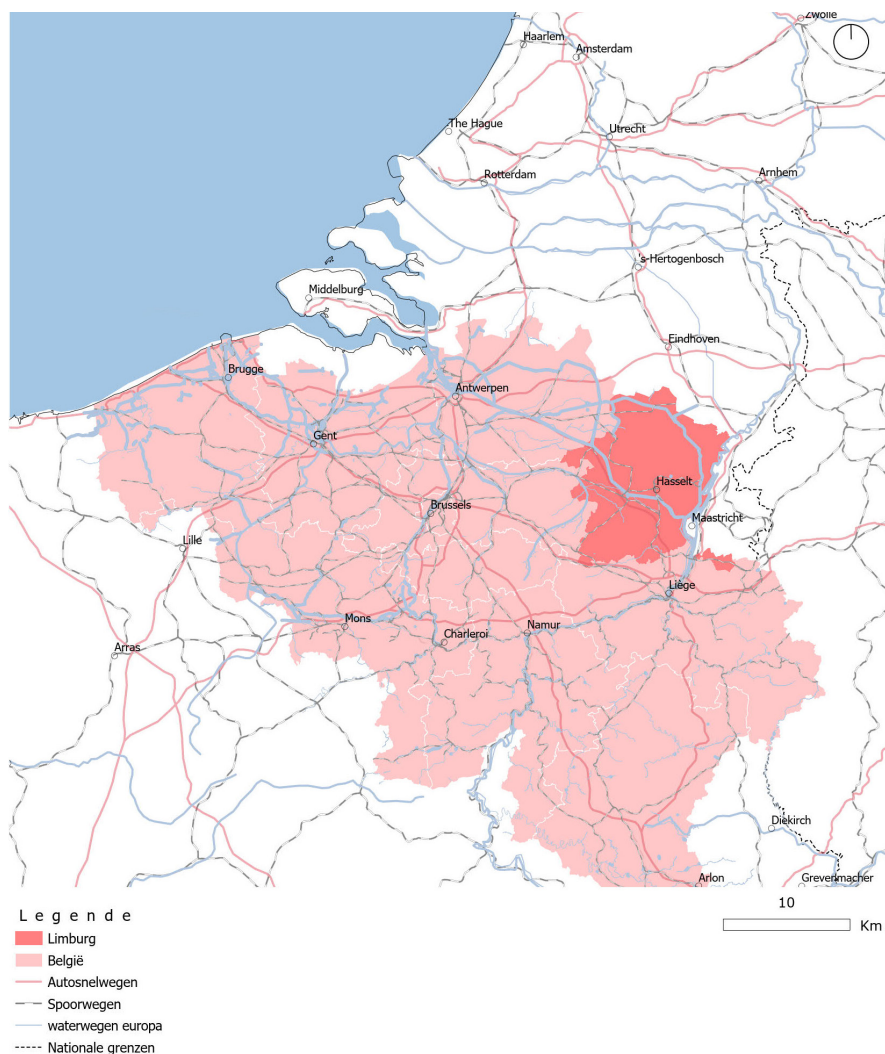 Zwolle
Haarlem
Amsterdam
The Hague
Utrecht
Rotterdam
Arnhem
's-Hertogenbosch
Middelburg
Eindhoven
Brugge
Antwerpen
Gent
Hasselt
Brussels
Maastricht
Lille
Liège
Mons
Namur
Charleroi
Arras
Diekirch
Arlon
Grevenmacher
10
Km
Legende
Limburg
België
Autosnelwegen
Spoorwegen
waterwegen europa
Nationale grenzen